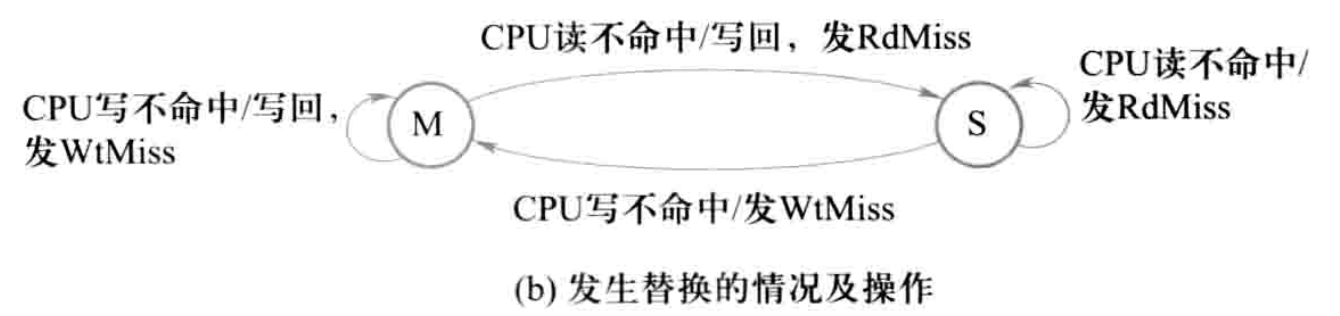 CPU读不命中/写回，发RdMiss
CPU写不命中/写回，
发WtMiss
M
S
CPU读不命中/
发RdMiss
CPU写不命中/发WtMiss
(b) 发生替换的情况及操作